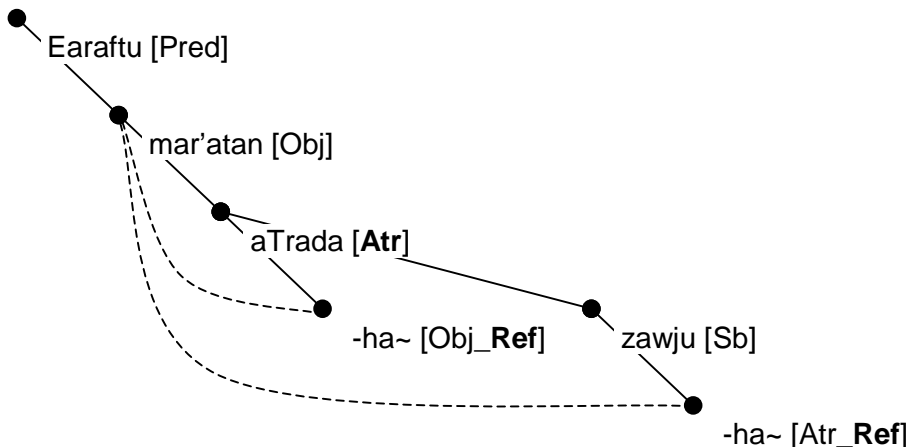 Earaftu [Pred]
mar'atan [Obj]
aTrada [Atr]
-ha~ [Obj_Ref]
zawju [Sb]
-ha~ [Atr_Ref]